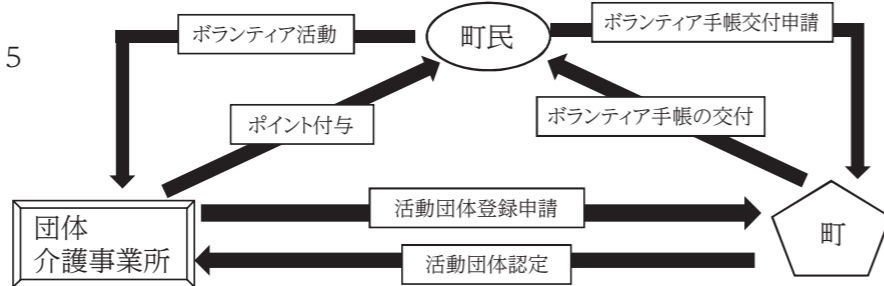 ボランティア活動
町民
ボランティア手帳交付申請
5
ポイント付与
ボランティア手帳の交付
団体
介護事業所
活動団体登録申請
町
活動団体認定